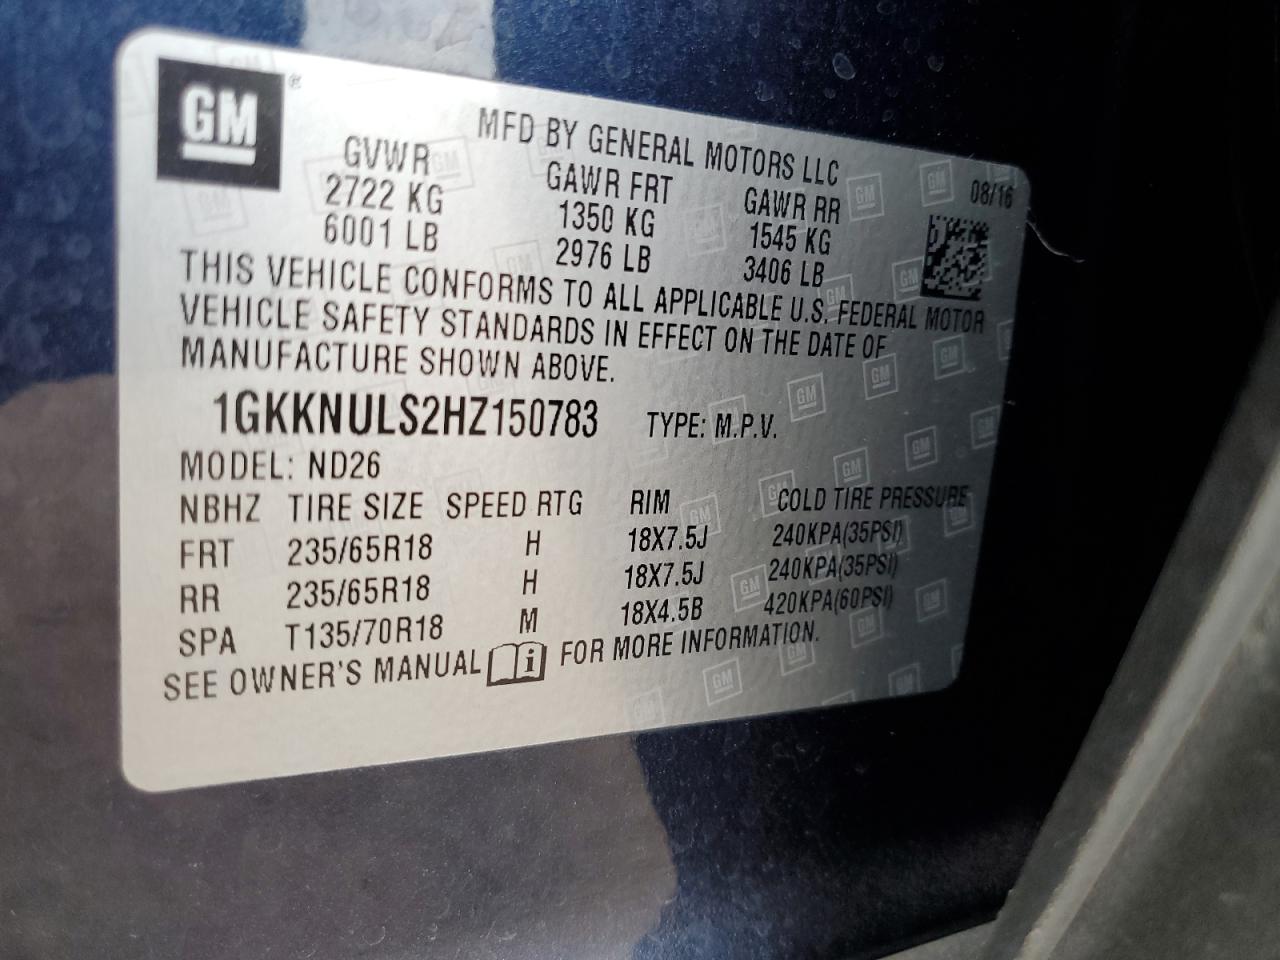 GM ®
MFD BY GENERAL MOTORS LLC
08/16
GVWR GAWR FRT GAWR RR
2722 KG 1350 KG 1545 KG
6001 LB 2976 LB 3406 LB
THIS VEHICLE CONFORMS TO ALL APPLICABLE U.S. FEDERAL MOTOR
VEHICLE SAFETY STANDARDS IN EFFECT ON THE DATE OF
MANUFACTURE SHOWN ABOVE.
1GKKNULS2HZ150783 TYPE: M.P.V.
MODEL: ND26
NBHZ TIRE SIZE SPEED RTG RIM COLD TIRE PRESSURE
FRT 235/65R18 H 18X7.5J 240KPA(35PSI)
RR 235/65R18 H 18X7.5J 240KPA(35PSI)
SPA T135/70R18 M 18X4.5B 420KPA(60PSI)
SEE OWNER'S MANUAL i FOR MORE INFORMATION.